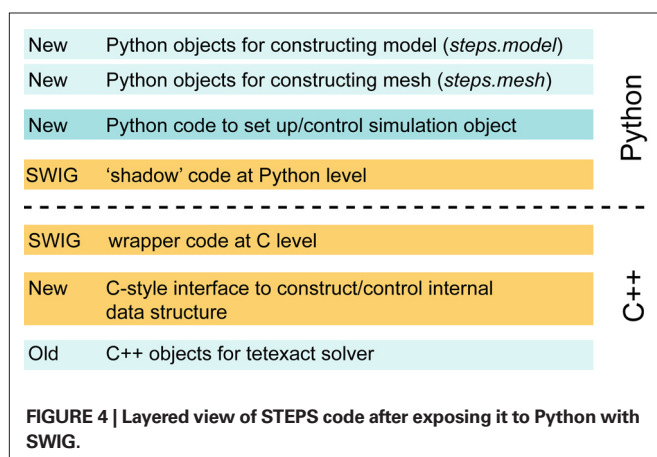 New Python objects for constructing model (steps.model)
New Python objects for constructing mesh (steps.mesh)
New Python code to set up/control simulation object
SWIG ‘shadow’ code at Python level
Python
SWIG wrapper code at C level
New C-style interface to construct/control internal
data structure
Old C++ objects for tetexact solver
C++
FIGURE 4 | Layered view of STEPS code after exposing it to Python with
SWIG.